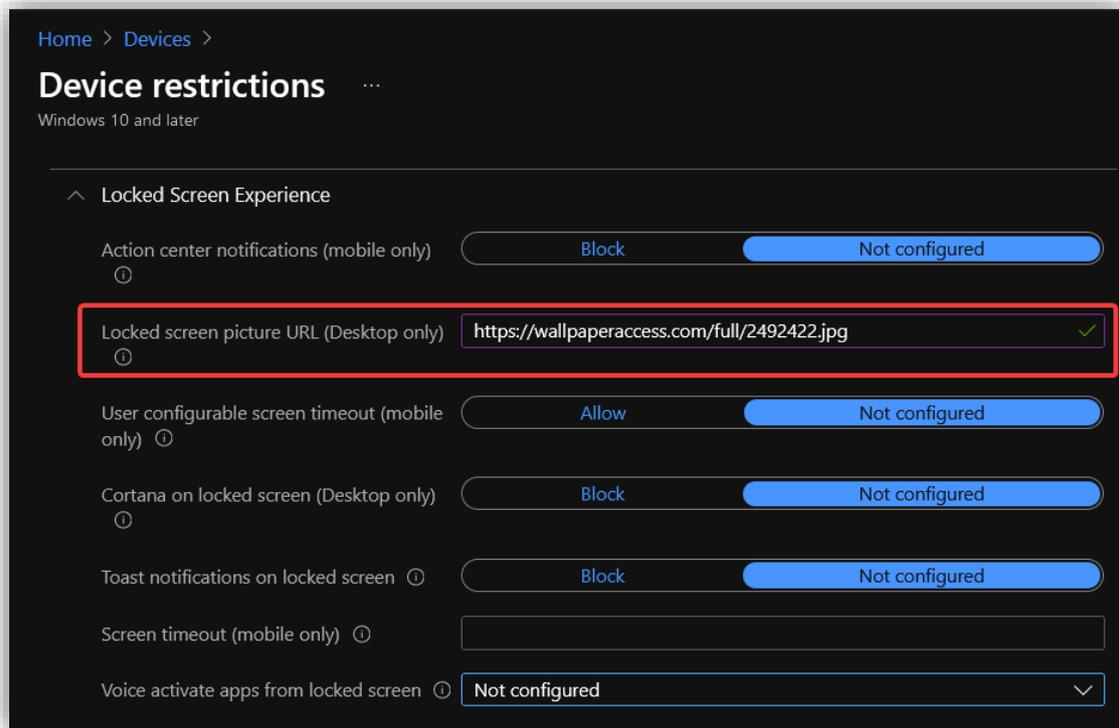 Home > Devices >
Device restrictions ...
Windows 10 and later
Locked Screen Experience
Action center notifications (mobile only)
Block Not configured
Locked screen picture URL (Desktop only)
https://wallpaperaccess.com/full/2492422.jpg
User configurable screen timeout (mobile
only)
Allow Not configured
Cortana on locked screen (Desktop only)
Block Not configured
Toast notifications on locked screen
Block Not configured
Screen timeout (mobile only)
Voice activate apps from locked screen
Not configured